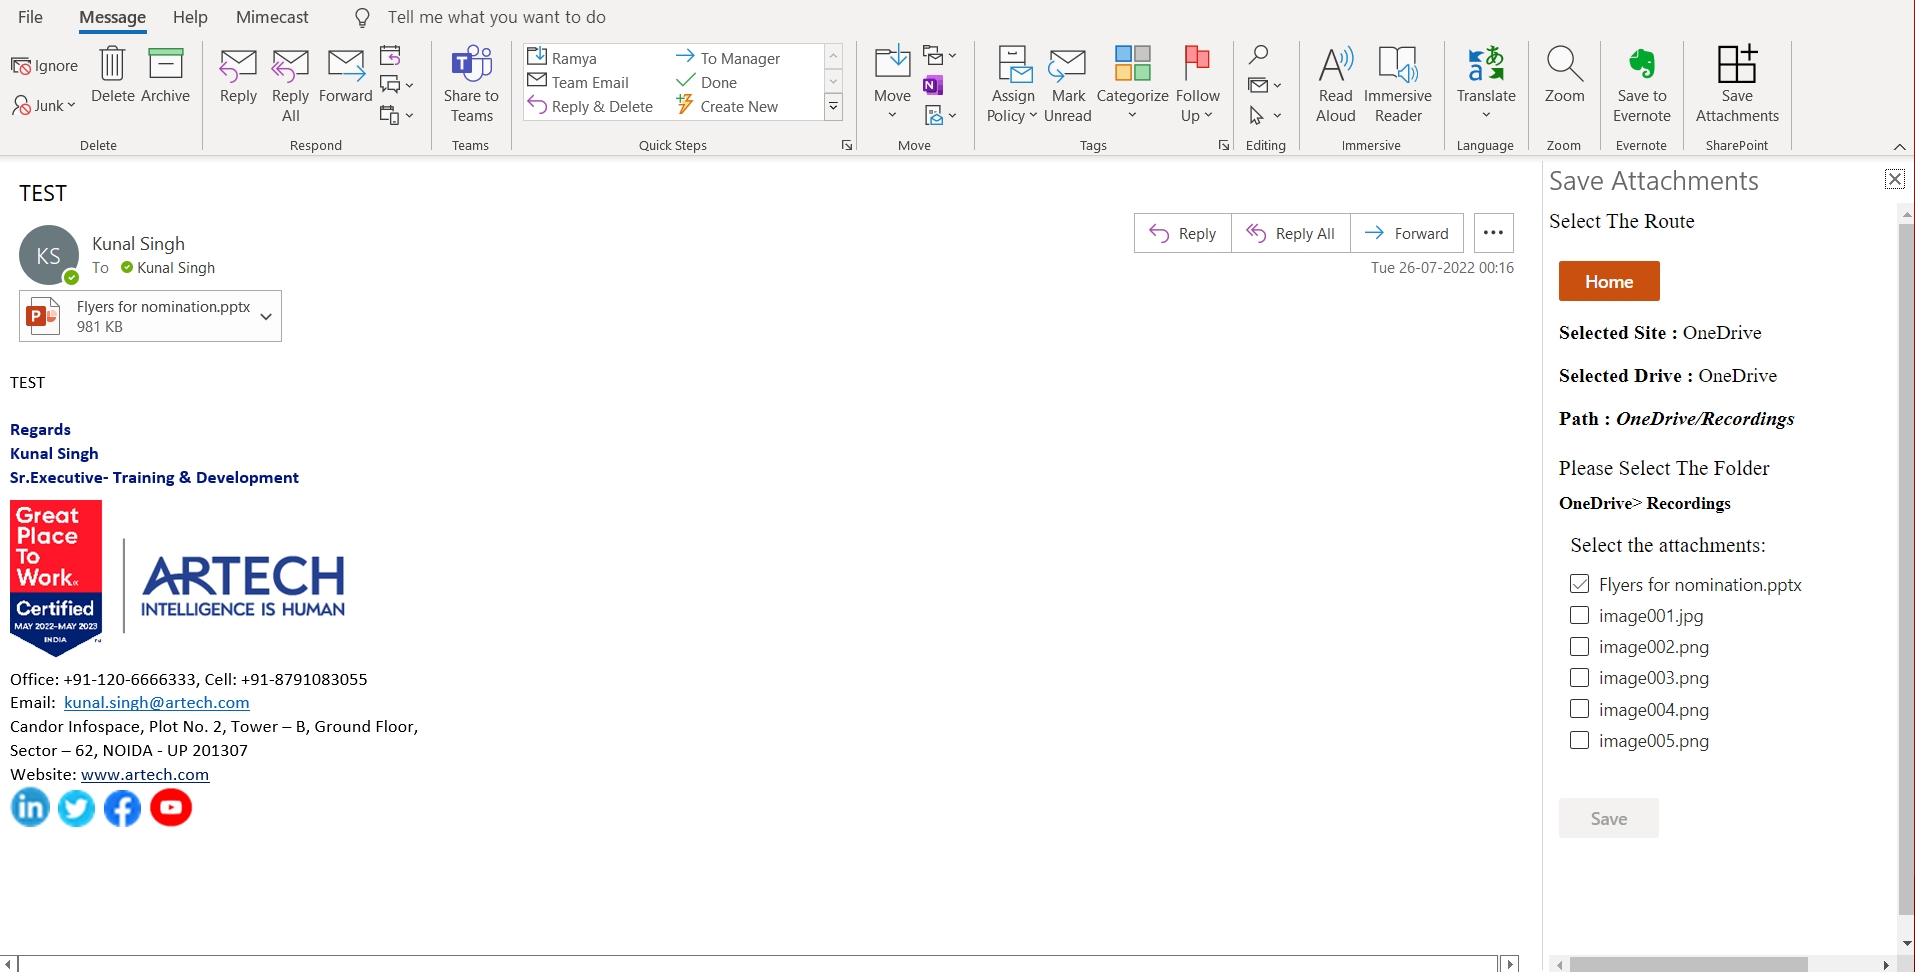 File Message Help Mimecast Tell me what you want to do
Ignore
Junk
Delete Archive
Delete
Reply Reply All Forward
Respond
Share to Teams
Teams
Ramya To Manager
Team Email Done
Reply & Delete Create New
Quick Steps
Move
Move
Assign Policy Mark Unread Categorize Follow Up
Tags
Editing
Read Aloud Immersive Reader
Immersive
Translate
Language
Zoom
Zoom
Save to Evernote
Evernote
Save Attachments
SharePoint
TEST
KS
Kunal Singh
To Kunal Singh
Reply Reply All Forward
Tue 26-07-2022 00:16
Flyers for nomination.pptx
981 KB
TEST
Regards
Kunal Singh
Sr.Executive- Training & Development
Great
Place
To
Work
Certified
MAY 2022-MAY 2023
INDIA
ARTECH
INTELLIGENCE IS HUMAN
Office: +91-120-6666333, Cell: +91-8791083055
Email: kunal.singh@artech.com
Candor Infospace, Plot No. 2, Tower – B, Ground Floor,
Sector – 62, NOIDA - UP 201307
Website: www.artech.com
Save Attachments
Select The Route
Home
Selected Site : OneDrive
Selected Drive : OneDrive
Path : OneDrive/Recordings
Please Select The Folder
OneDrive> Recordings
Select the attachments:
Flyers for nomination.pptx
image001.jpg
image002.png
image003.png
image004.png
image005.png
Save